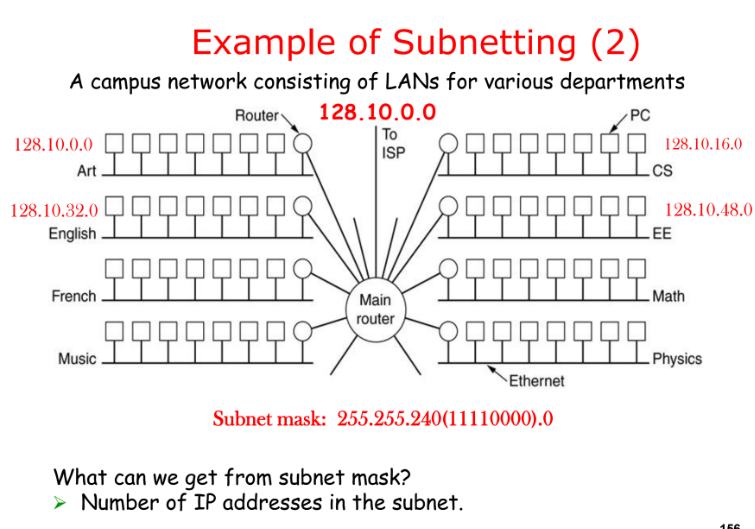 Example of Subnetting (2)
A campus network consisting of LANs for various departments
128.10.0.0
Router
To
ISP
PC
128.10.0.0
Art
128.10.16.0
CS
128.10.32.0
English
128.10.48.0
EE
French
Main
router
Math
Music
Physics
Ethernet
Subnet mask: 255.255.240(11110000).0
What can we get from subnet mask?
➢ Number of IP addresses in the subnet.
156